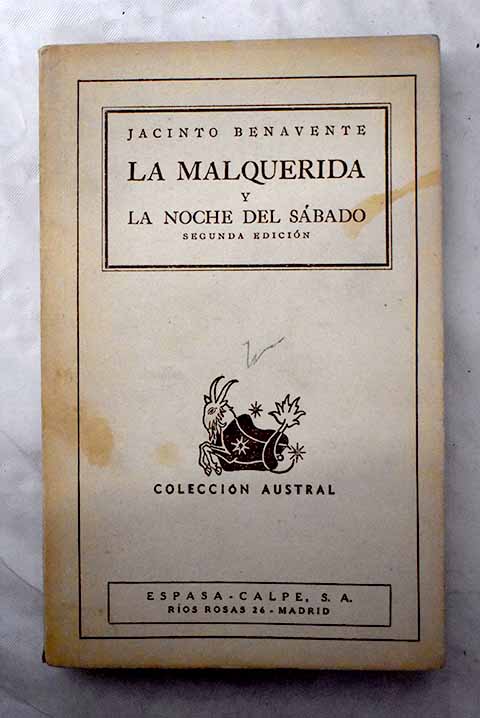 JACINTO BENAVENTE
LA MALQUERIDA
Y
LA NOCHE DEL SÁBADO
SEGUNDA EDICIÓN
COLECCIÓN AUSTRAL
ESPASA-CALPE, S. A.
RÍOS ROSAS 26 - MADRID